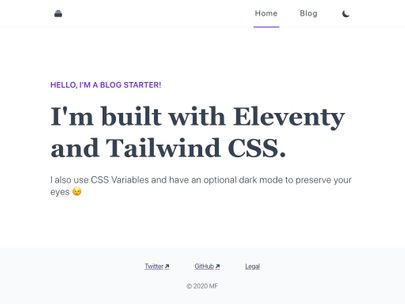 Home Blog
HELLO, I'M A BLOG STARTER!
I'm built with Eleventy
and Tailwind CSS.
I also use CSS Variables and have an optional dark mode to preserve your
eyes 😉
Twitter GitHub Legal
© 2020 MF